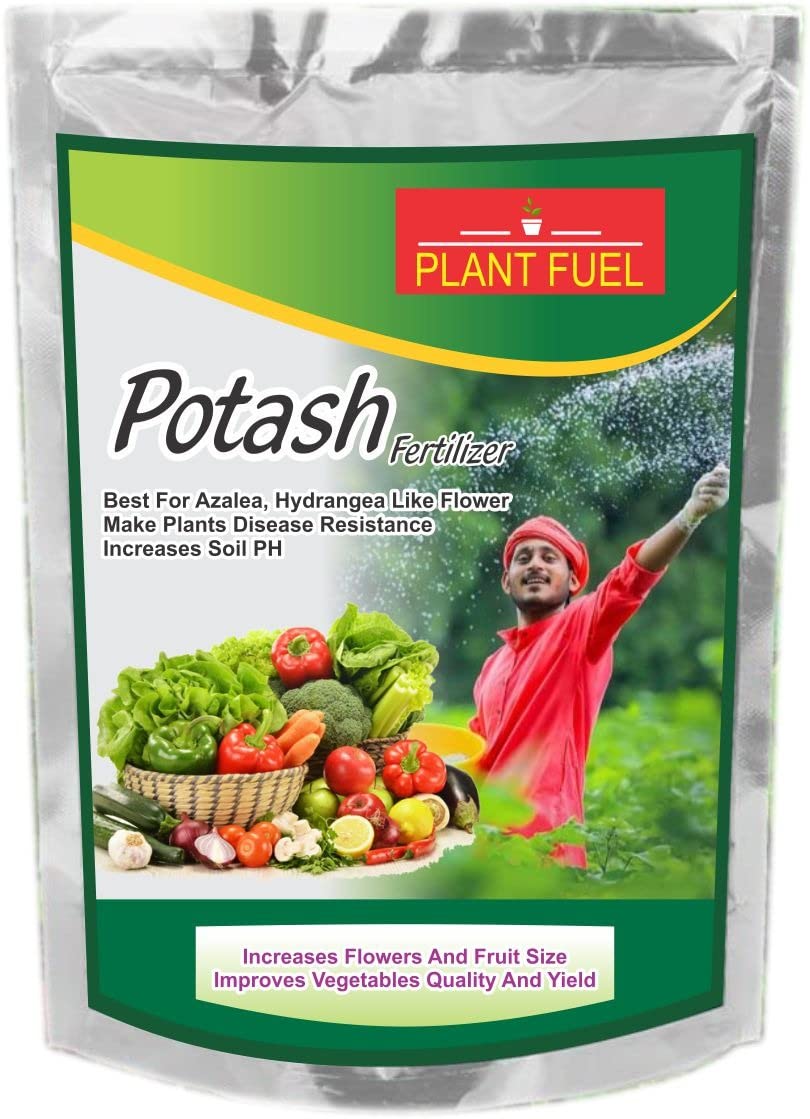 PLANT FUEL
Potash
Fertilizer
Best For Azalea, Hydrangea Like Flower
Make Plants Disease Resistance
Increases Soil PH
Increases Flowers And Fruit Size
Improves Vegetables Quality And Yield